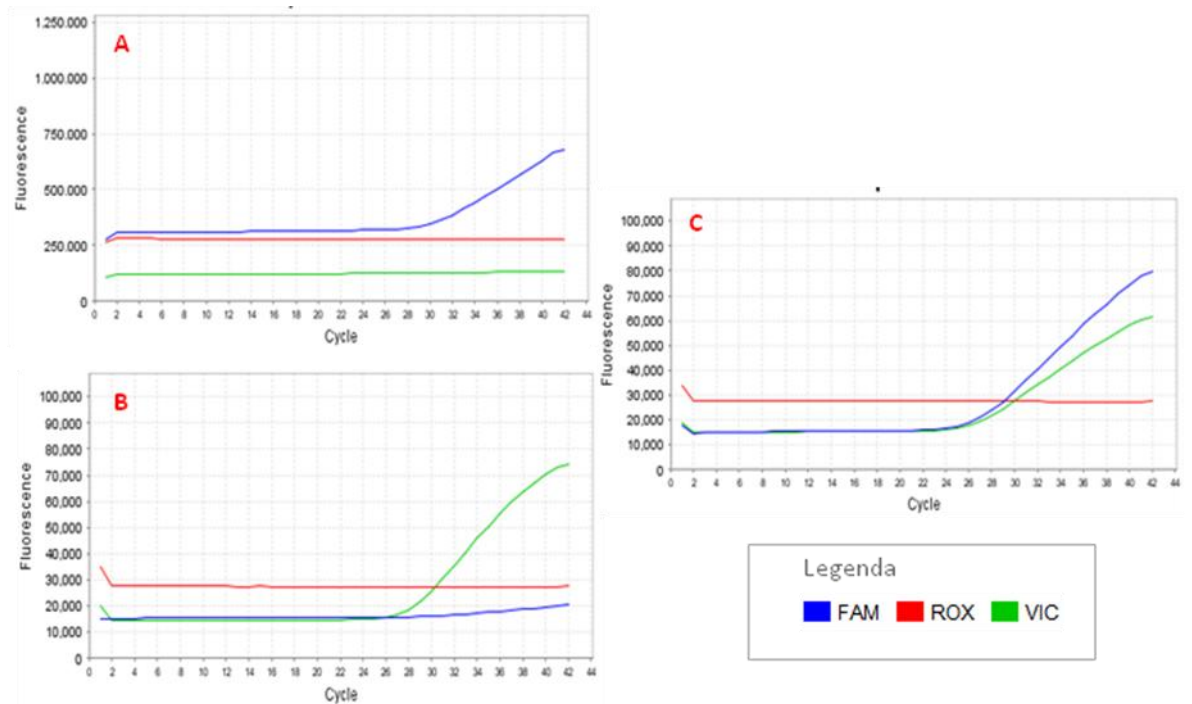 A
1.250.000
1.000.000
750.000
500.000
250.000
0
Fluorescence
0 2 4 6 8 10 12 14 16 18 20 22 24 26 28 30 32 34 36 38 40 42 44
Cycle
B
100,000
90,000
80,000
70,000
60,000
50,000
40,000
30,000
20,000
10,000
0
Fluorescence
0 2 4 6 8 10 12 14 16 18 20 22 24 26 28 30 32 34 36 38 40 42 44
Cycle
C
100,000
90,000
80,000
70,000
60,000
50,000
40,000
30,000
20,000
10,000
0
Fluorescence
0 2 4 6 8 10 12 14 16 18 20 22 24 26 28 30 32 34 36 38 40 42 44
Cycle
Legenda
FAM ROX VIC